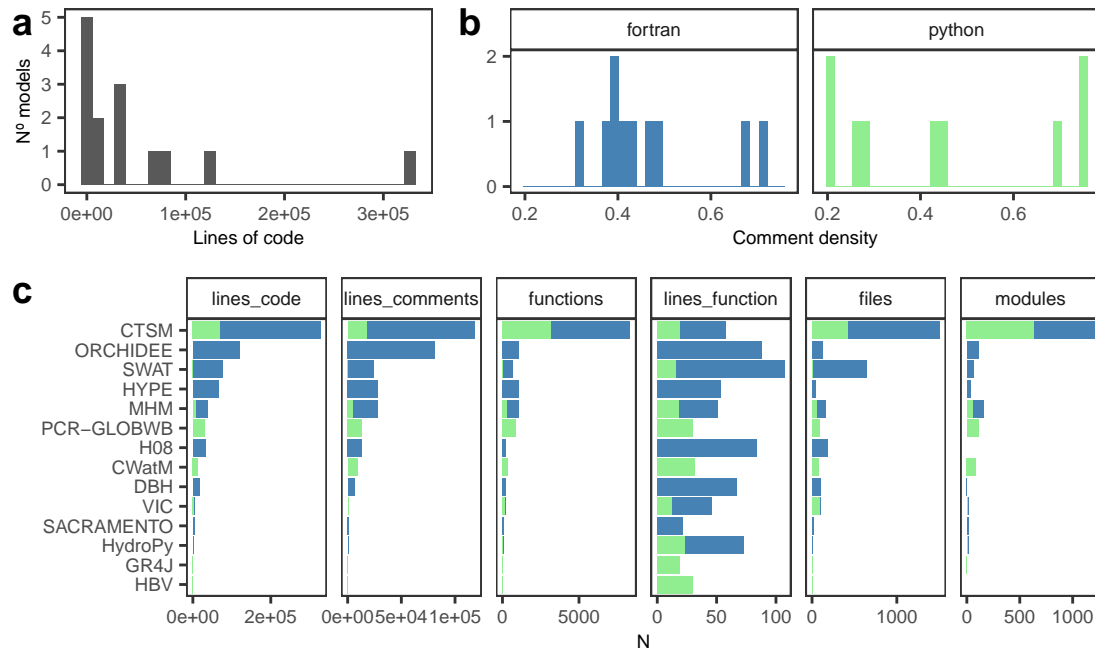 a
Nº models
5
4
3
2
1
0
0e+00 1e+05 2e+05 3e+05
Lines of code
b
fortran python
2
1
0
0.2 0.4 0.6 0.2 0.4 0.6
Comment density
c
lines_code lines_comments functions lines_function files modules
CTSM
ORCHIDEE
SWAT
HYPE
MHM
PCR−GLOBWB
H08
CWatM
DBH
VIC
SACRAMENTO
HydroPy
GR4J
HBV
0e+00 2e+05 0e+005e+041e+05 5000 0 50 100 0 1000 0 500 1000
N